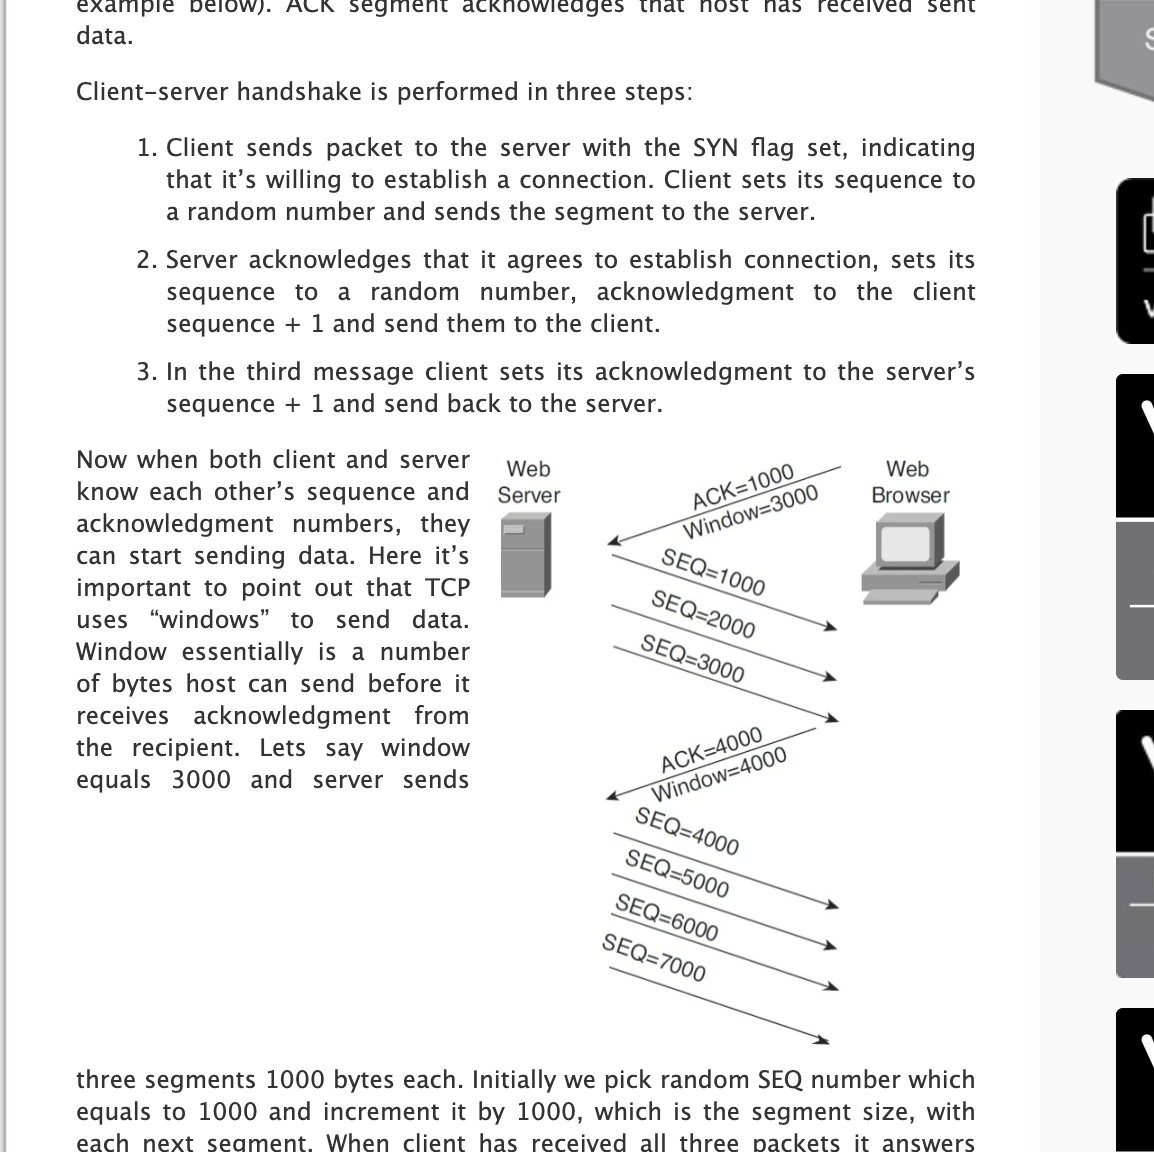 example below). ACK segment acknowledges that host has received sent
data.
Client-server handshake is performed in three steps:
1. Client sends packet to the server with the SYN flag set, indicating
that it’s willing to establish a connection. Client sets its sequence to
a random number and sends the segment to the server.
2. Server acknowledges that it agrees to establish connection, sets its
sequence to a random number, acknowledgment to the client
sequence + 1 and send them to the client.
3. In the third message client sets its acknowledgment to the server’s
sequence + 1 and send back to the server.
Now when both client and server
know each other’s sequence and
acknowledgment numbers, they
can start sending data. Here it’s
important to point out that TCP
uses “windows” to send data.
Window essentially is a number
of bytes host can send before it
receives acknowledgment from
the recipient. Lets say window
equals 3000 and server sends
Web
Server
Web
Browser
ACK=1000
Window=3000
SEQ=1000
SEQ=2000
SEQ=3000
ACK=4000
Window=4000
SEQ=4000
SEQ=5000
SEQ=6000
SEQ=7000
three segments 1000 bytes each. Initially we pick random SEQ number which
equals to 1000 and increment it by 1000, which is the segment size, with
each next segment. When client has received all three packets it answers